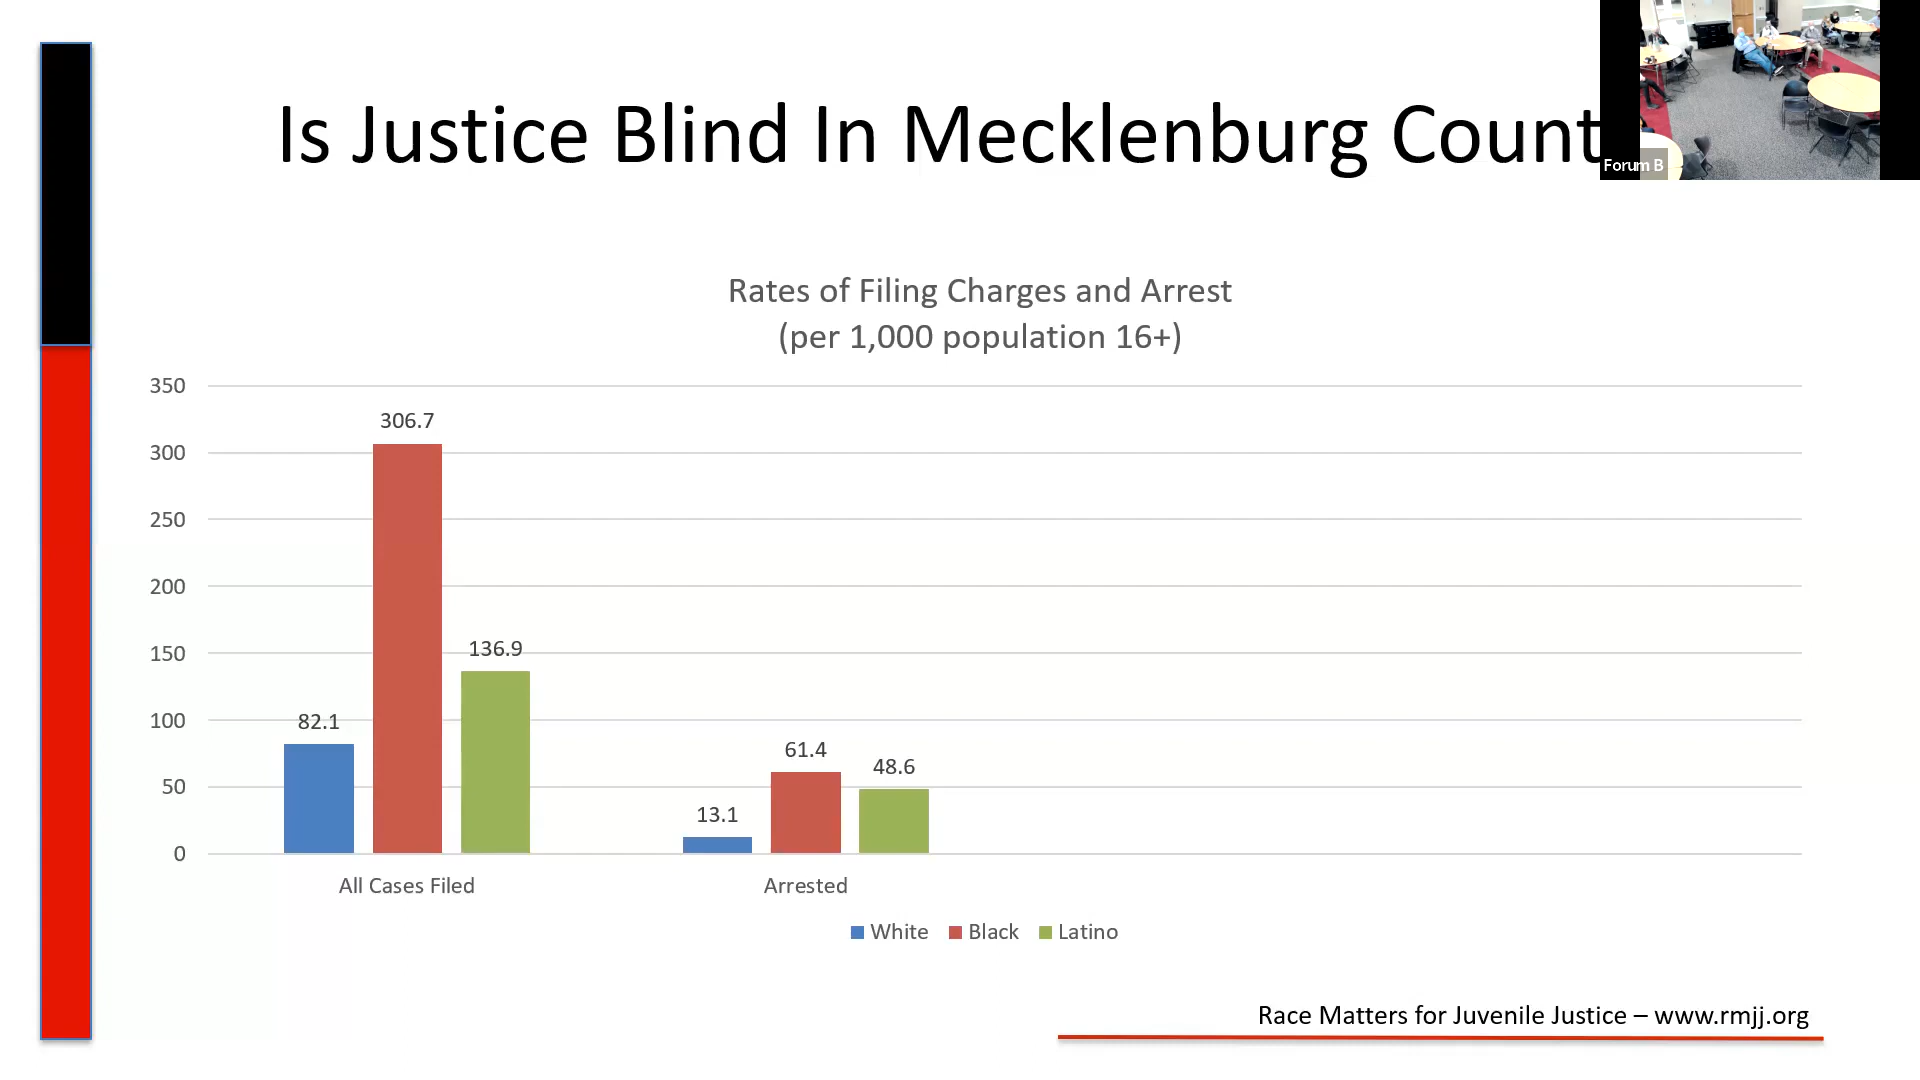 Is Justice Blind In Mecklenburg Count
Forum B
Rates of Filing Charges and Arrest
(per 1,000 population 16+)
350
300
250
200
150
100
50
0
306.7
136.9
82.1
61.4
48.6
13.1
All Cases Filed
Arrested
White
Black
Latino
Race Matters for Juvenile Justice – www.rmjj.org